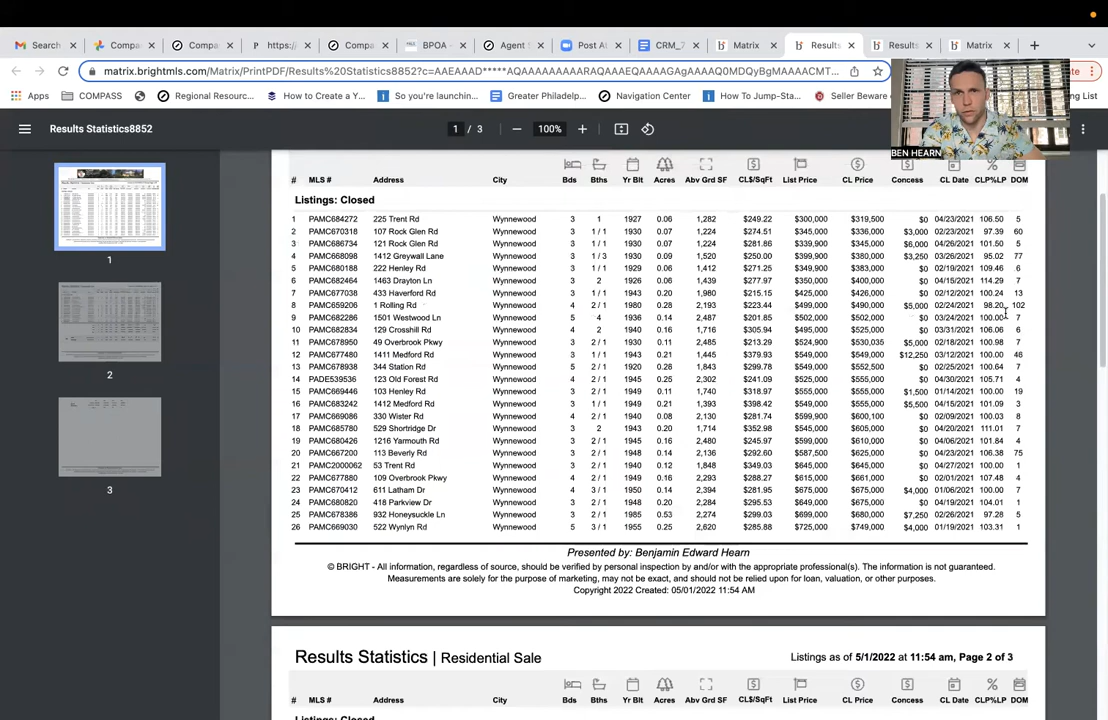 Search Compa Compas https:/ Compa BPOA - Agent S Post AL CRM_7 Matrix Results Results Matrix
matrix.brightmls.com/Matrix/PrintPDF/Results%20Statistics8852?c=AAEAAAD*****AQAAAAAAAAARAQAAAEQAAAAGAgAAAAQ0MDQyBgMAAAACMT...
Apps COMPASS Regional Resourc... How to Create a Y... So you're launchin... Greater Philadelp... Navigation Center How To Jump-Sta... Seller Beware ing List
Results Statistics8852 1 / 3 100%
BEN HEARN
# MLS # Address City Bds Bths Yr Blt Acres Abv Grd SF CL$/SqFt List Price CL Price Concess CL Date CLP%LP DOM
Listings: Closed
1 PAMC684272 225 Trent Rd Wynnewood 3 1 1927 0.06 1,282 $249.22 $300,000 $319,500 $0 04/23/2021 106.50 5
2 PAMC670318 107 Rock Glen Rd Wynnewood 3 1 / 1 1930 0.07 1,224 $274.51 $345,000 $336,000 $3,000 02/23/2021 97.39 60
3 PAMC686734 121 Rock Glen Rd Wynnewood 3 1 / 1 1930 0.07 1,224 $281.86 $339,900 $345,000 $6,000 04/26/2021 101.50 5
4 PAMC668098 1412 Greywall Lane Wynnewood 3 1 / 3 1930 0.09 1,520 $250.00 $399,900 $380,000 $3,250 03/26/2021 95.02 77
5 PAMC680188 222 Henley Rd Wynnewood 3 1 / 1 1929 0.06 1,412 $271.25 $349,900 $383,000 $0 02/19/2021 109.46 6
6 PAMC682464 1463 Drayton Ln Wynnewood 3 2 1926 0.06 1,439 $277.97 $350,000 $400,000 $0 04/15/2021 114.29 7
7 PAMC677038 433 Haverford Rd Wynnewood 3 1 / 1 1943 0.20 1,980 $215.15 $425,000 $426,000 $0 02/12/2021 100.24 13
8 PAMC659206 1 Rolling Rd Wynnewood 4 2 / 1 1980 0.28 2,193 $223.44 $499,000 $490,000 $5,000 02/24/2021 98.20 102
9 PAMC682286 1501 Westwood Ln Wynnewood 5 4 1936 0.14 2,487 $201.85 $502,000 $502,000 $0 03/24/2021 100.00 7
10 PAMC682834 129 Crosshill Rd Wynnewood 4 2 1940 0.16 1,716 $305.94 $495,000 $525,000 $0 03/31/2021 106.06 6
11 PAMC678950 49 Overbrook Pkwy Wynnewood 3 2 / 1 1930 0.11 2,485 $213.29 $524,900 $530,035 $5,000 02/18/2021 100.98 7
12 PAMC677480 1411 Medford Rd Wynnewood 3 1 / 1 1943 0.21 1,445 $379.93 $549,000 $549,000 $12,250 03/12/2021 100.00 46
13 PAMC678938 344 Station Rd Wynnewood 5 2 / 1 1920 0.28 1,843 $299.78 $549,000 $552,500 $0 02/25/2021 100.64 7
14 PADE539536 123 Old Forest Rd Wynnewood 4 2 / 1 1945 0.25 2,302 $241.09 $525,000 $555,000 $0 04/30/2021 105.71 4
15 PAMC669446 103 Henley Rd Wynnewood 3 2 / 1 1949 0.11 1,740 $318.97 $555,000 $555,000 $1,500 01/14/2021 100.00 19
16 PAMC683242 1412 Medford Rd Wynnewood 3 1 / 1 1949 0.21 1,393 $398.42 $549,000 $555,000 $5,500 04/15/2021 101.09 3
17 PAMC669086 330 Wister Rd Wynnewood 4 2 / 1 1940 0.08 2,130 $281.74 $599,900 $600,100 $0 02/09/2021 100.03 8
18 PAMC685780 529 Shortridge Dr Wynnewood 3 2 1943 0.20 1,714 $352.98 $545,000 $605,000 $0 04/20/2021 111.01 7
19 PAMC680426 1216 Yarmouth Rd Wynnewood 3 2 / 1 1945 0.16 2,480 $245.97 $599,000 $610,000 $0 04/06/2021 101.84 4
20 PAMC667200 113 Beverly Rd Wynnewood 3 2 / 1 1948 0.14 2,136 $292.60 $587,500 $625,000 $0 04/23/2021 106.38 75
21 PAMC2000062 53 Trent Rd Wynnewood 3 2 / 1 1940 0.12 1,848 $349.03 $645,000 $645,000 $0 04/27/2021 100.00 1
22 PAMC677880 109 Overbrook Pkwy Wynnewood 4 2 / 1 1949 0.16 2,293 $288.27 $615,000 $661,000 $0 02/01/2021 107.48 4
23 PAMC670412 611 Latham Dr Wynnewood 4 3 / 1 1950 0.14 2,394 $281.95 $675,000 $675,000 $4,000 01/06/2021 100.00 7
24 PAMC680820 418 Parkview Dr Wynnewood 3 2 / 1 1948 0.20 2,284 $295.53 $649,000 $675,000 $0 04/19/2021 104.01 1
25 PAMC678386 932 Honeysuckle Ln Wynnewood 3 2 / 1 1985 0.53 2,274 $299.03 $699,000 $680,000 $7,250 02/26/2021 97.28 5
26 PAMC669030 522 Wynlyn Rd Wynnewood 5 3 / 1 1955 0.25 2,620 $285.88 $725,000 $749,000 $4,000 01/19/2021 103.31 1
Presented by: Benjamin Edward Hearn
© BRIGHT - All information, regardless of source, should be verified by personal inspection by and/or with the appropriate professional(s). The information is not guaranteed.
Measurements are solely for the purpose of marketing, may not be exact, and should not be relied upon for loan, valuation, or other purposes.
Copyright 2022 Created: 05/01/2022 11:54 AM
1
2
3
Results Statistics | Residential Sale Listings as of 5/1/2022 at 11:54 am, Page 2 of 3
# MLS # Address City Bds Bths Yr Blt Acres Abv Grd SF CL$/SqFt List Price CL Price Concess CL Date CLP%LP DOM
Listings: Closed